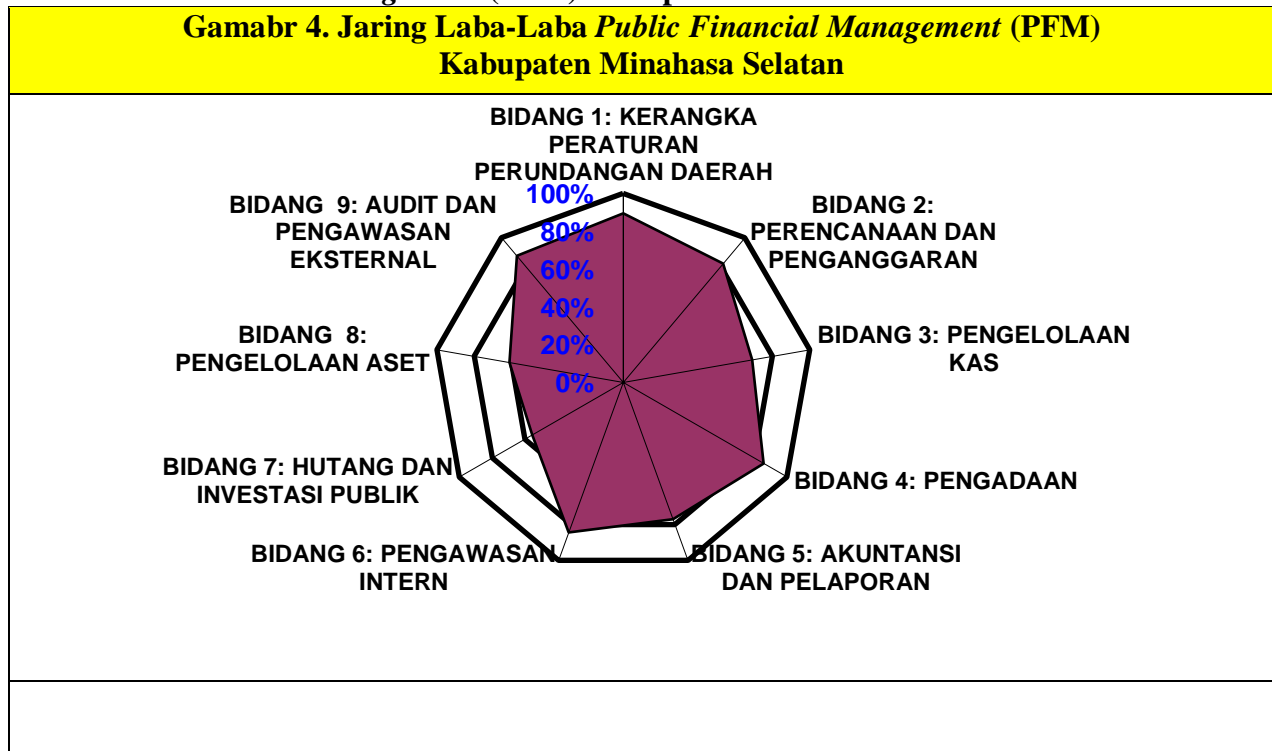 Gamabr 4. Jaring Laba-Laba Public Financial Management (PFM)
Kabupaten Minahasa Selatan
BIDANG 1: KERANGKA
PERATURAN
PERUNDANGAN DAERAH
BIDANG 2:
PERENCANAAN DAN
PENGANGGARAN
BIDANG 3: PENGELOLAAN
KAS
BIDANG 4: PENGADAAN
BIDANG 5: AKUNTANSI
DAN PELAPORAN
BIDANG 6: PENGAWASAN
INTERN
BIDANG 7: HUTANG DAN
INVESTASI PUBLIK
BIDANG 8:
PENGELOLAAN ASET
BIDANG 9: AUDIT DAN
PENGAWASAN
EKSTERNAL
100%
80%
60%
40%
20%
0%